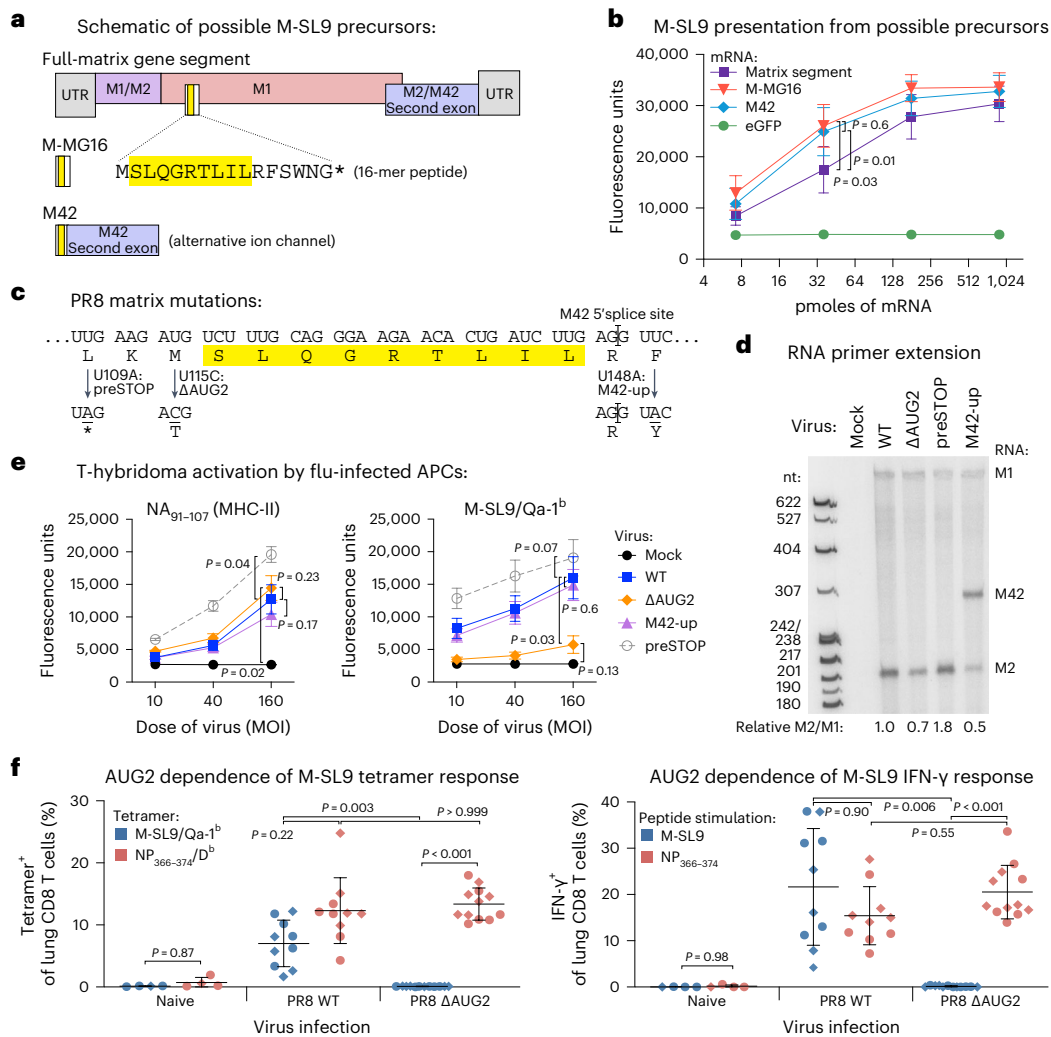 a
Schematic of possible M-SL9 precursors:
Full-matrix gene segment
UTR
M1/M2
M1
M2/M42
Second exon
UTR
M-MG16
MSLQGRTLILRFSWNG* (16-mer peptide)
M42
M42
Second exon
(alternative ion channel)
b
M-SL9 presentation from possible precursors
mRNA:
Matrix segment
M-MG16
M42
eGFP
40,000
30,000
20,000
10,000
0
Fluorescence units
P = 0.6
P = 0.01
P = 0.03
4 8 16 32 64 128 256 512 1,024
pmoles of mRNA
c
PR8 matrix mutations:
M42 5'splice site
...UUG AAG AUG UCU UUG CAG GGA AGA ACA CUG AUC UUG AGG UUC...
L K M S L Q G R T L I L R F
U109A:
preSTOP
U115C:
ΔAUG2
U148A:
M42-up
UAG ACG AGG UAC
* T R Y
d
RNA primer extension
Virus:
Mock
WT
ΔAUG2
preSTOP
M42-up
RNA:
nt:
M1
622
527
404
307
M42
242/
238
217
201
M2
190
180
Relative M2/M1: 1.0 0.7 1.8 0.5
e
T-hybridoma activation by flu-infected APCs:
NA91–107 (MHC-II)
25,000
20,000
15,000
10,000
5,000
0
Fluorescence units
P = 0.04
P = 0.23
P = 0.17
P = 0.02
10 40 160
Dose of virus (MOI)
M-SL9/Qa-1b
25,000
20,000
15,000
10,000
5,000
0
Fluorescence units
P = 0.07
P = 0.6
P = 0.03
P = 0.13
10 40 160
Dose of virus (MOI)
Virus:
Mock
WT
ΔAUG2
M42-up
preSTOP
f
AUG2 dependence of M-SL9 tetramer response
Tetramer:
M-SL9/Qa-1b
NP366–374/Db
30
20
10
0
Tetramer+
of lung CD8 T cells (%)
P = 0.003
P > 0.999
P = 0.22
P < 0.001
P = 0.87
Naive
PR8 WT
PR8 ΔAUG2
Virus infection
AUG2 dependence of M-SL9 IFN-γ response
Peptide stimulation:
M-SL9
NP366–374
40
30
20
10
0
IFN-γ+
of lung CD8 T cells (%)
P = 0.90
P = 0.006
P < 0.001
P = 0.55
P = 0.98
Naive
PR8 WT
PR8 ΔAUG2
Virus infection